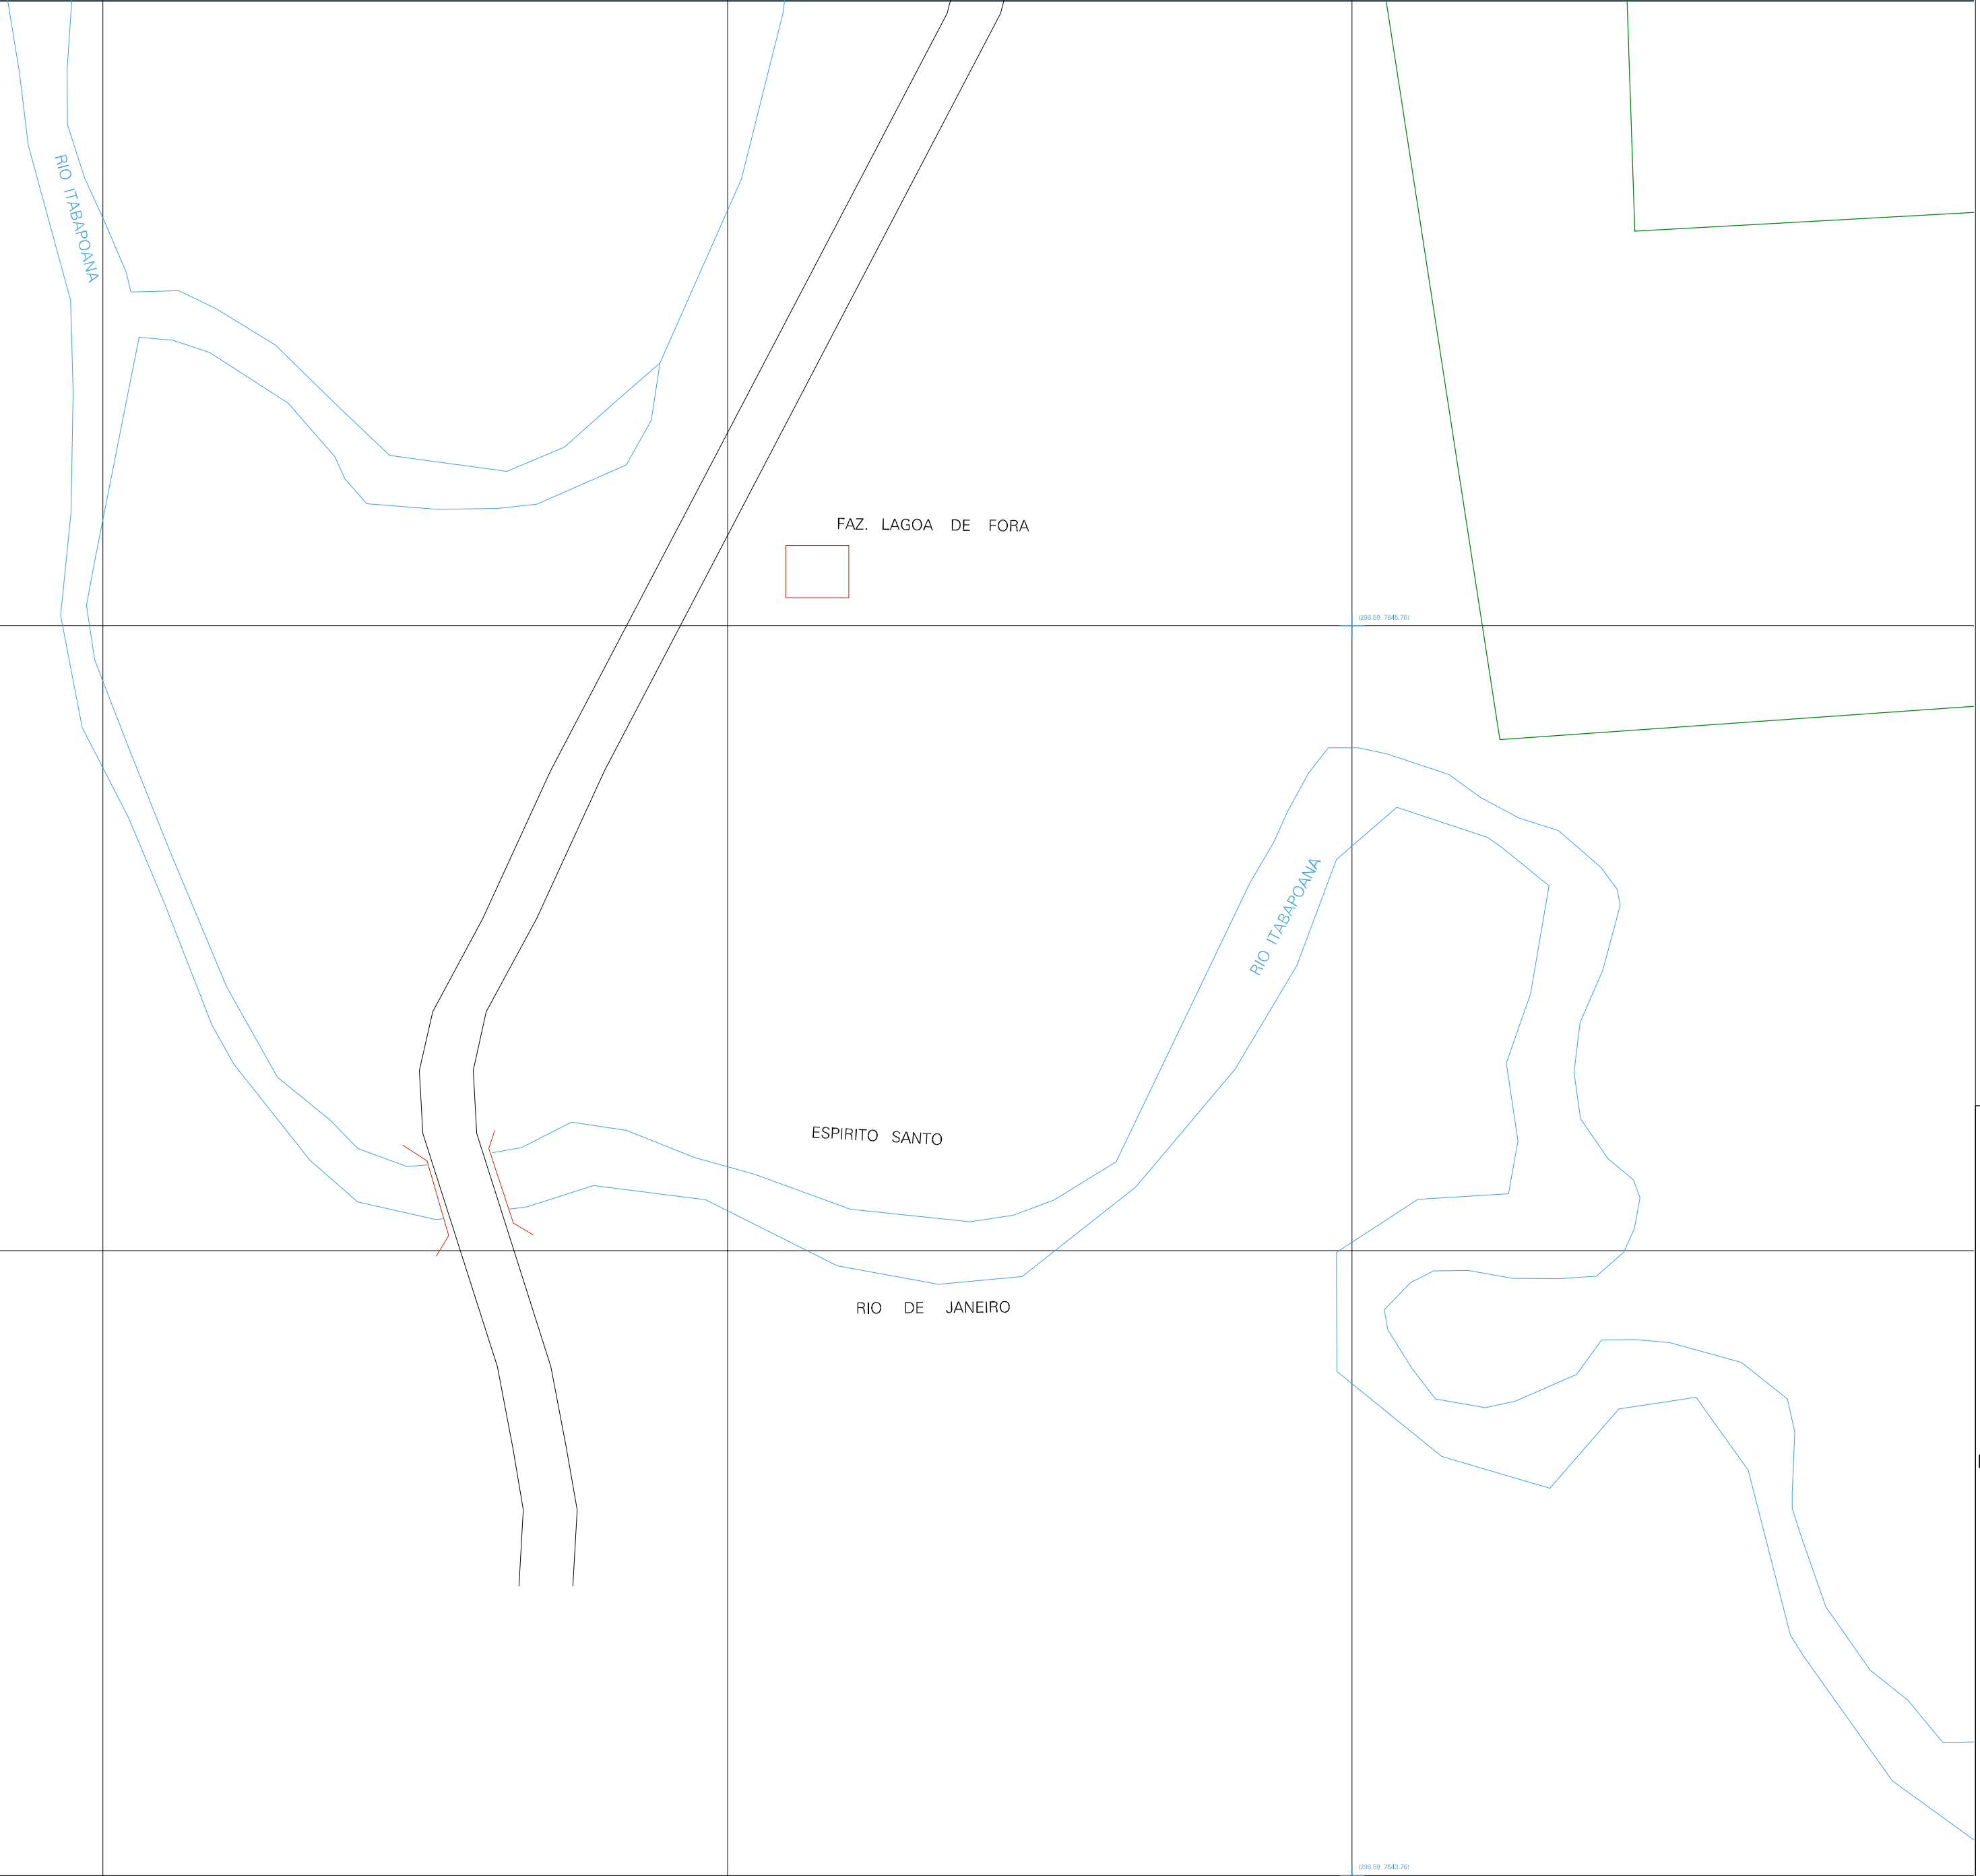 RIO ITABAPOANA
FAZ. LAGOA DE FORA
RIO ITABAPOANA
ESPIRITO SANTO
RIO DE JANEIRO